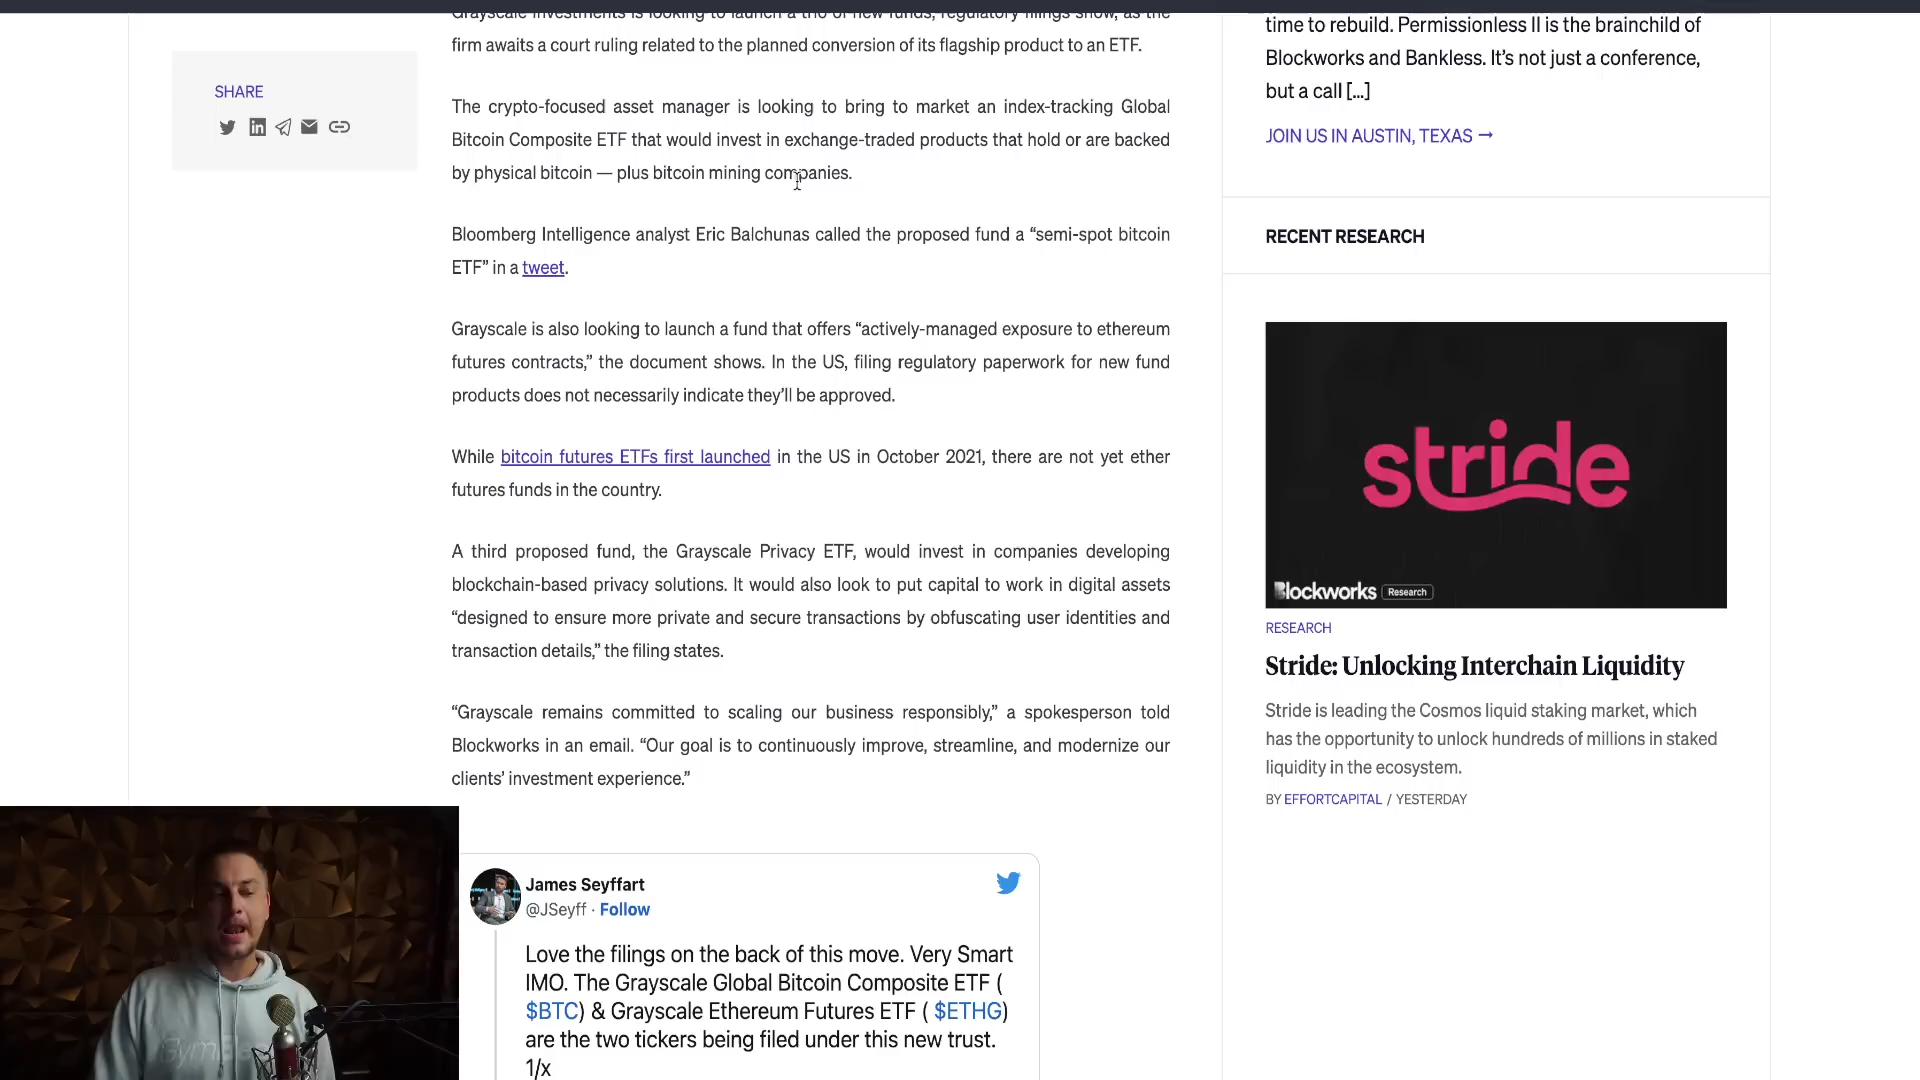 Grayscale Investments is looking to launch a trio of new funds, regulatory filings show, as the
firm awaits a court ruling related to the planned conversion of its flagship product to an ETF.
SHARE
The crypto-focused asset manager is looking to bring to market an index-tracking Global
Bitcoin Composite ETF that would invest in exchange-traded products that hold or are backed
by physical bitcoin — plus bitcoin mining companies.
Bloomberg Intelligence analyst Eric Balchunas called the proposed fund a “semi-spot bitcoin
ETF” in a tweet.
Grayscale is also looking to launch a fund that offers “actively-managed exposure to ethereum
futures contracts,” the document shows. In the US, filing regulatory paperwork for new fund
products does not necessarily indicate they’ll be approved.
While bitcoin futures ETFs first launched in the US in October 2021, there are not yet ether
futures funds in the country.
A third proposed fund, the Grayscale Privacy ETF, would invest in companies developing
blockchain-based privacy solutions. It would also look to put capital to work in digital assets
“designed to ensure more private and secure transactions by obfuscating user identities and
transaction details,” the filing states.
“Grayscale remains committed to scaling our business responsibly,” a spokesperson told
Blockworks in an email. “Our goal is to continuously improve, streamline, and modernize our
clients’ investment experience.”
James Seyffart
@JSeyff · Follow
Love the filings on the back of this move. Very Smart
IMO. The Grayscale Global Bitcoin Composite ETF (
$BTC) & Grayscale Ethereum Futures ETF ( $ETHG)
are the two tickers being filed under this new trust.
1/x
time to rebuild. Permissionless II is the brainchild of
Blockworks and Bankless. It’s not just a conference,
but a call [...]
JOIN US IN AUSTIN, TEXAS →
RECENT RESEARCH
stride
Blockworks Research
RESEARCH
Stride: Unlocking Interchain Liquidity
Stride is leading the Cosmos liquid staking market, which
has the opportunity to unlock hundreds of millions in staked
liquidity in the ecosystem.
BY EFFORTCAPITAL / YESTERDAY